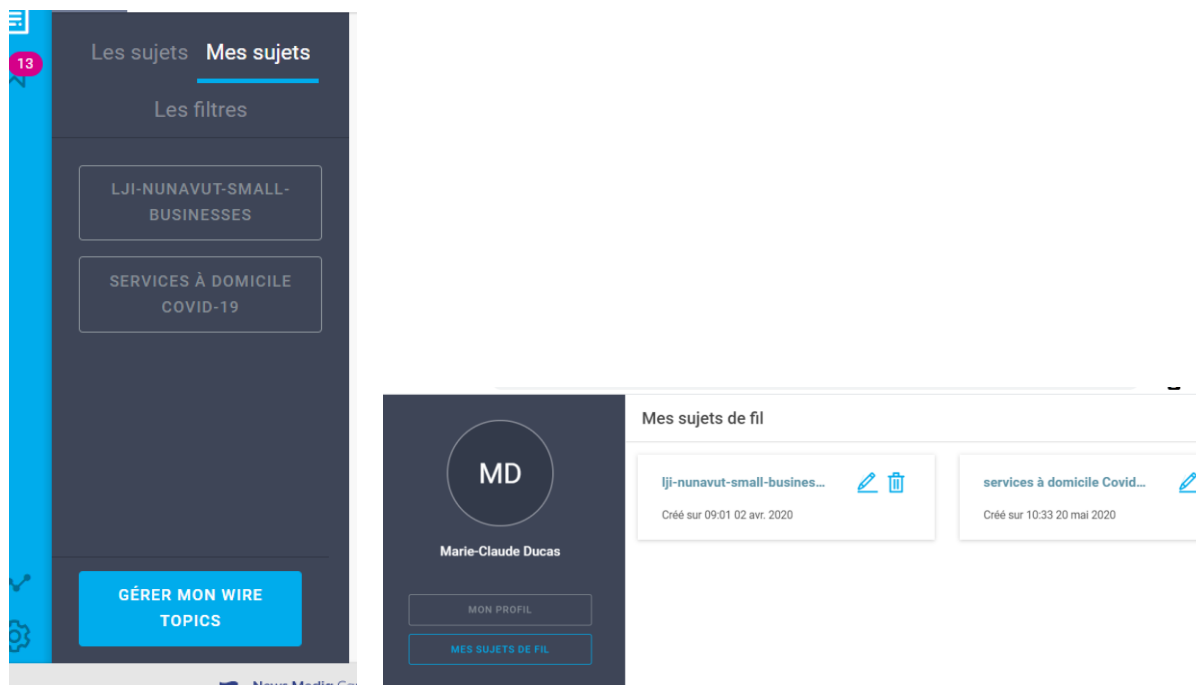 13
Les sujets Mes sujets
Les filtres
LJI-NUNAVUT-SMALL-
BUSINESSES
SERVICES À DOMICILE
COVID-19
GÉRER MON WIRE
TOPICS
MD
Marie-Claude Ducas
MON PROFIL
MES SUJETS DE FIL
Mes sujets de fil
lji-nunavut-small-busines...
Créé sur 09:01 02 avr. 2020
services à domicile Covid...
Créé sur 10:33 20 mai 2020